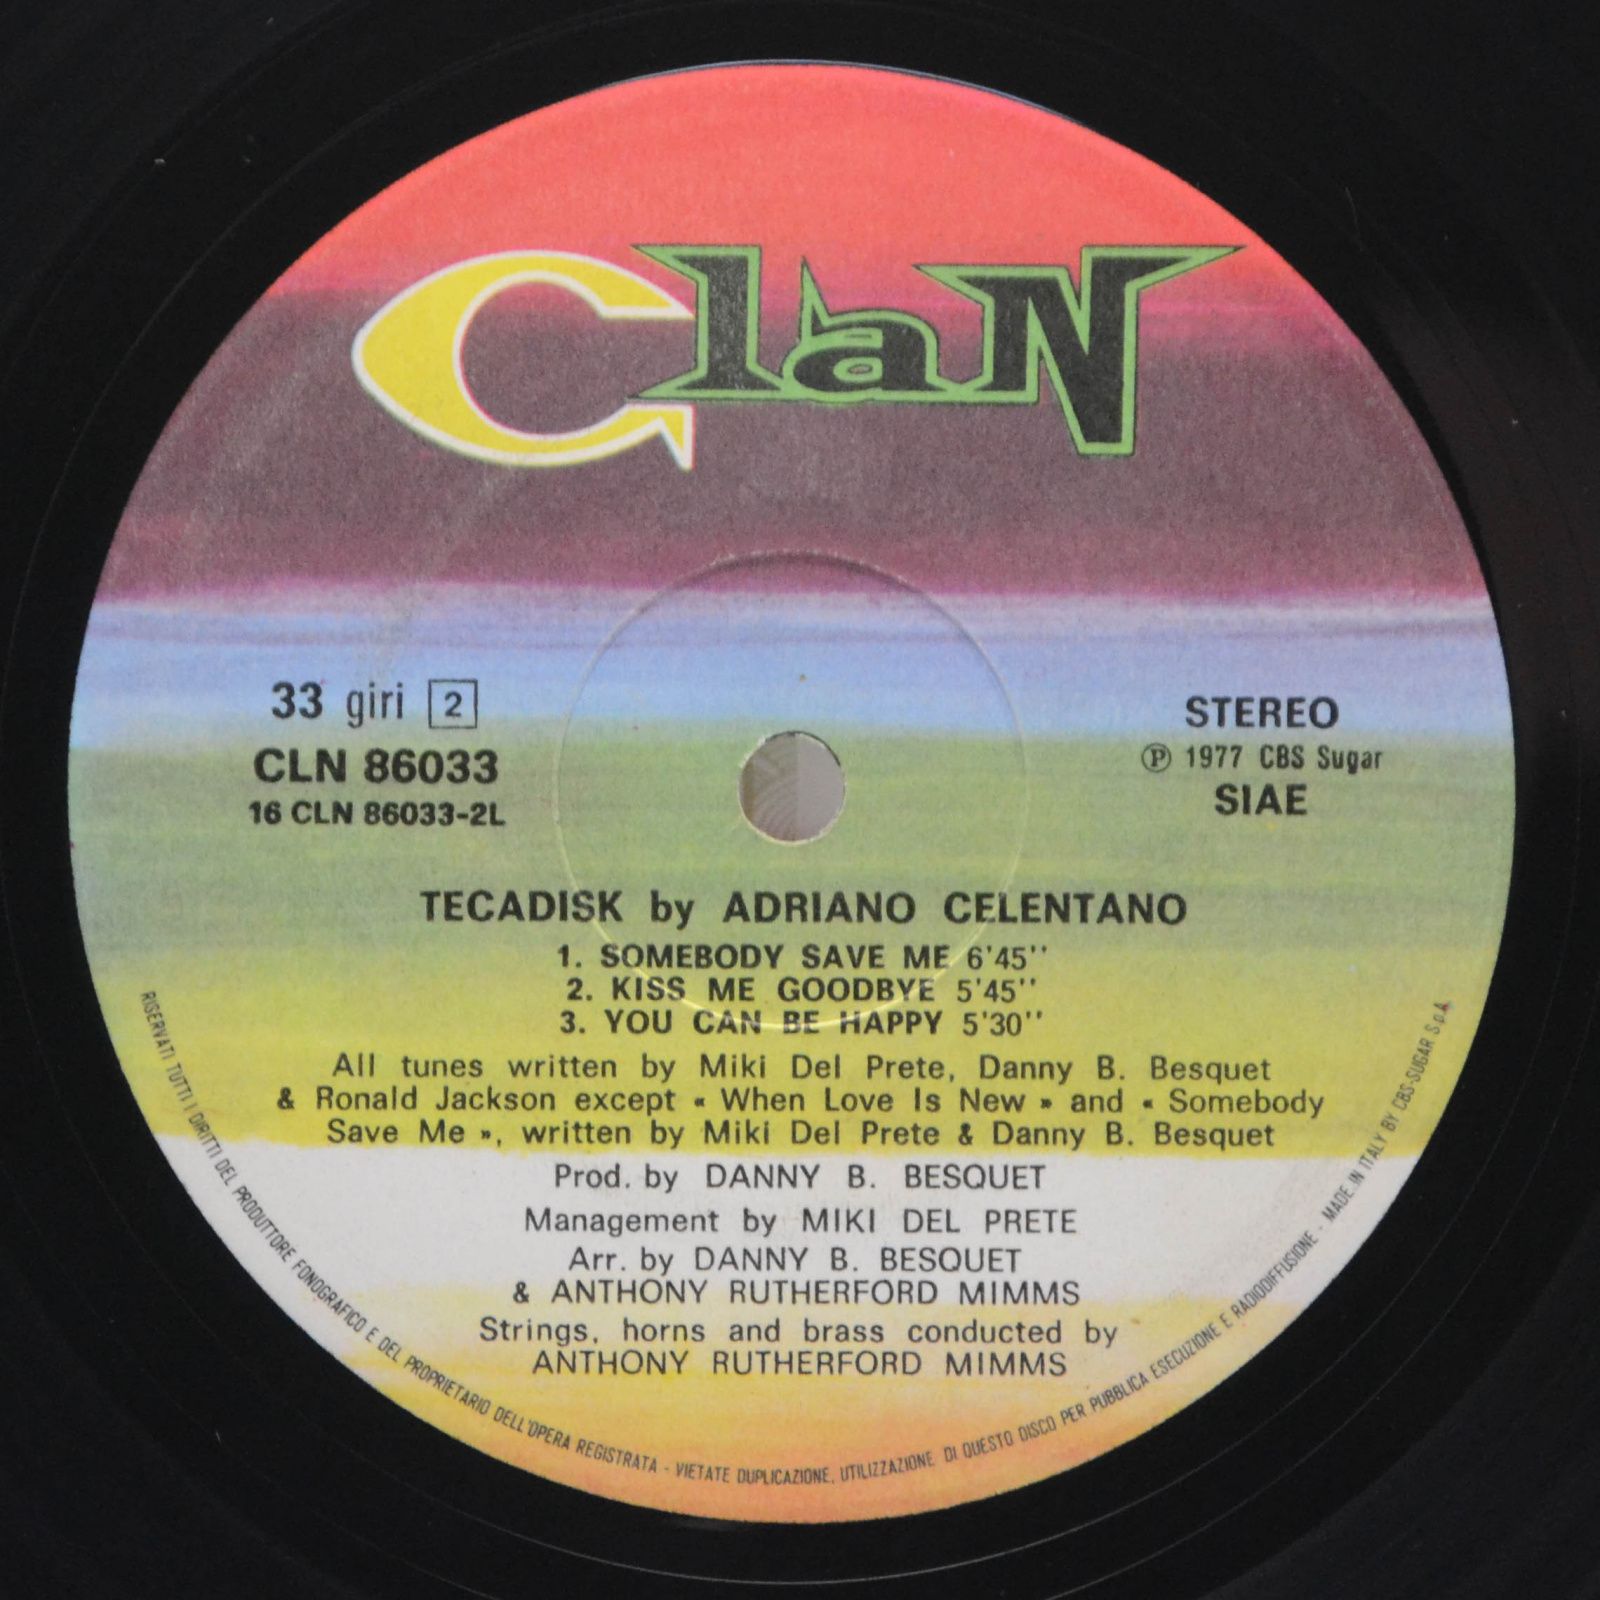 Clan
33 giri 2
CLN 86033
16 CLN 86033-2L
STEREO
℗ 1977 CBS Sugar
SIAE
TECADISK by ADRIANO CELENTANO
1. SOMEBODY SAVE ME 6'45''
2. KISS ME GOODBYE 5'45''
3. YOU CAN BE HAPPY 5'30''
All tunes written by Miki Del Prete, Danny B. Besquet
& Ronald Jackson except « When Love Is New » and « Somebody
Save Me », written by Miki Del Prete & Danny B. Besquet
Prod. by DANNY B. BESQUET
Management by MIKI DEL PRETE
Arr. by DANNY B. BESQUET
& ANTHONY RUTHERFORD MIMMS
Strings, horns and brass conducted by
ANTHONY RUTHERFORD MIMMS
RISERVATI TUTTI I DIRITTI DEL PRODUTTORE FONOGRAFICO E DEL PROPRIETARIO DELL'OPERA REGISTRATA - VIETATE DUPLICAZIONE, UTILIZZAZIONE DI QUESTO DISCO PER PUBBLICA ESECUZIONE E RADIODIFFUSIONE - MADE IN ITALY BY CBS-SUGAR S.p.A.